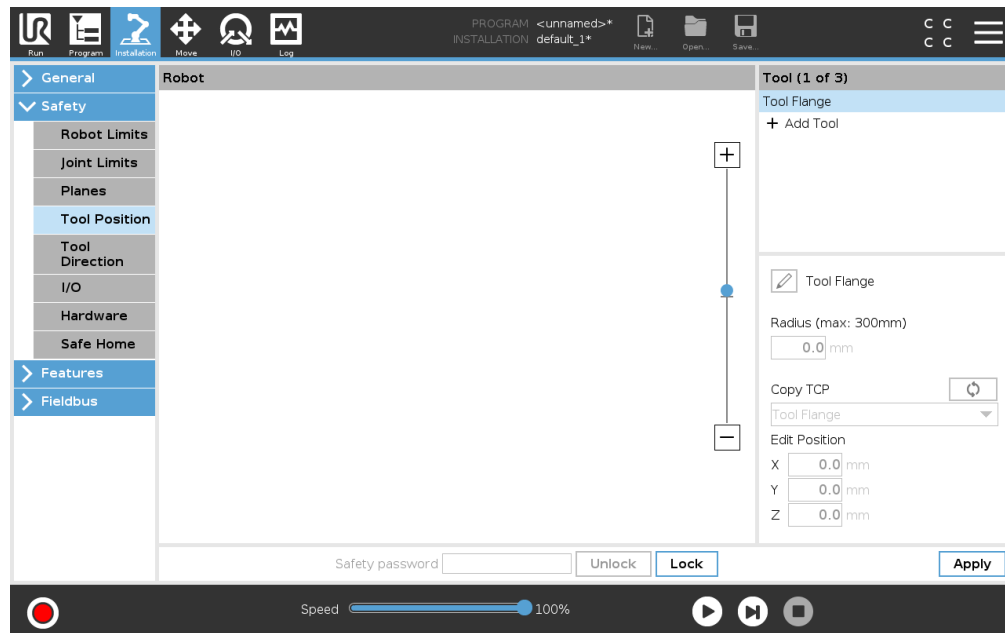 UR
PROGRAM <unnamed>*
INSTALLATION default_1*
C C
C C
Run Program Installation Move I/O Log New... Open... Save...
General
Robot
Tool (1 of 3)
Safety
Tool Flange
Robot Limits
+ Add Tool
Joint Limits
Planes
Tool Position
Tool
Direction
I/O
Hardware
Safe Home
Features
Fieldbus
Tool Flange
Radius (max: 300mm)
0.0 mm
Copy TCP
Tool Flange
Edit Position
X 0.0 mm
Y 0.0 mm
Z 0.0 mm
Safety password Unlock Lock Apply
Speed 100%